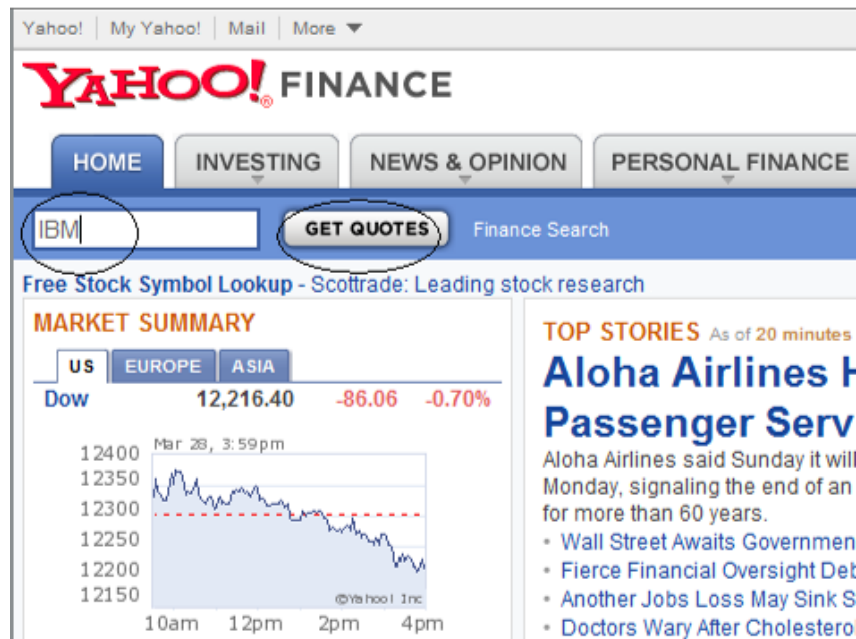 Yahoo! My Yahoo! Mail More
YAHOO! FINANCE
HOME INVESTING NEWS & OPINION PERSONAL FINANCE
IBM GET QUOTES Finance Search
Free Stock Symbol Lookup - Scottrade: Leading stock research
MARKET SUMMARY
US EUROPE ASIA
Dow 12,216.40 -86.06 -0.70%
Mar 28, 3:59pm
12400
12350
12300
12250
12200
12150
©Yahoo! Inc
10am 12pm 2pm 4pm
TOP STORIES As of 20 minutes
Aloha Airlines H
Passenger Serv
Aloha Airlines said Sunday it will
Monday, signaling the end of an
for more than 60 years.
• Wall Street Awaits Governmen
• Fierce Financial Oversight Deb
• Another Jobs Loss May Sink S
• Doctors Wary After Cholestero